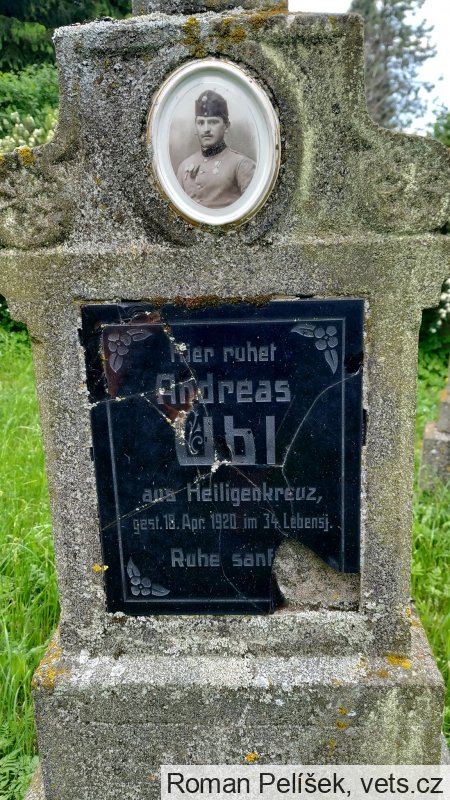 Hier ruhet
Andreas
Übl
aus Heiligenkreuz,
gest. 18. Apr. 1920 im 34. Lebensj.
Ruhe sanft
Roman Pelíšek, vets.cz